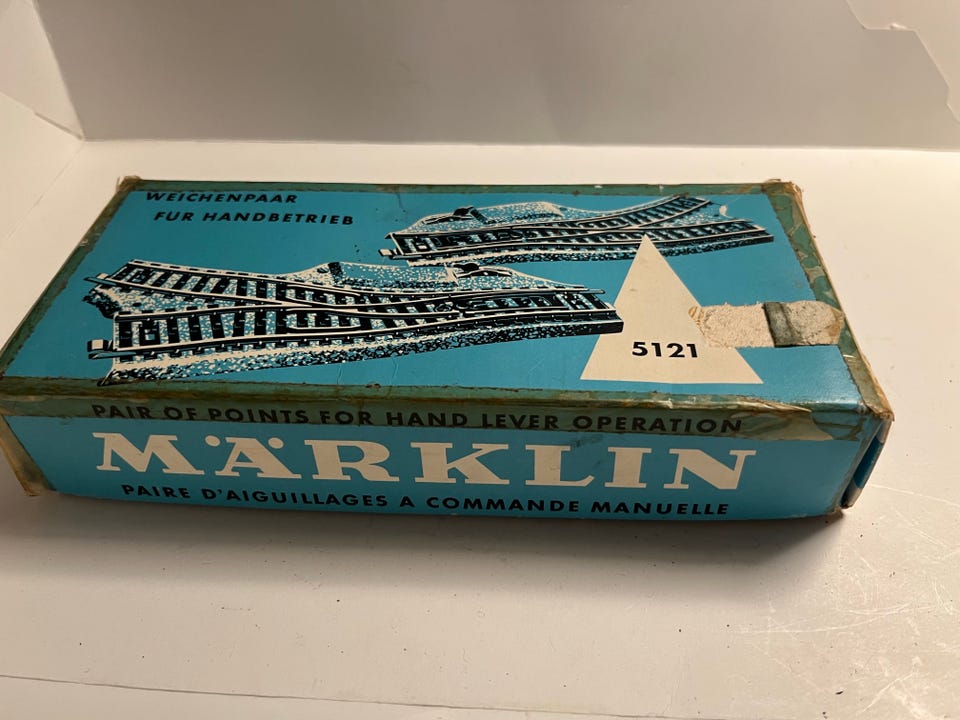 WEICHENPAAR
FÜR HANDBETRIEB
5121
PAIR OF POINTS FOR HAND LEVER OPERATION
MÄRKLIN
PAIRE D'AIGUILLAGES A COMMANDE MANUELLE